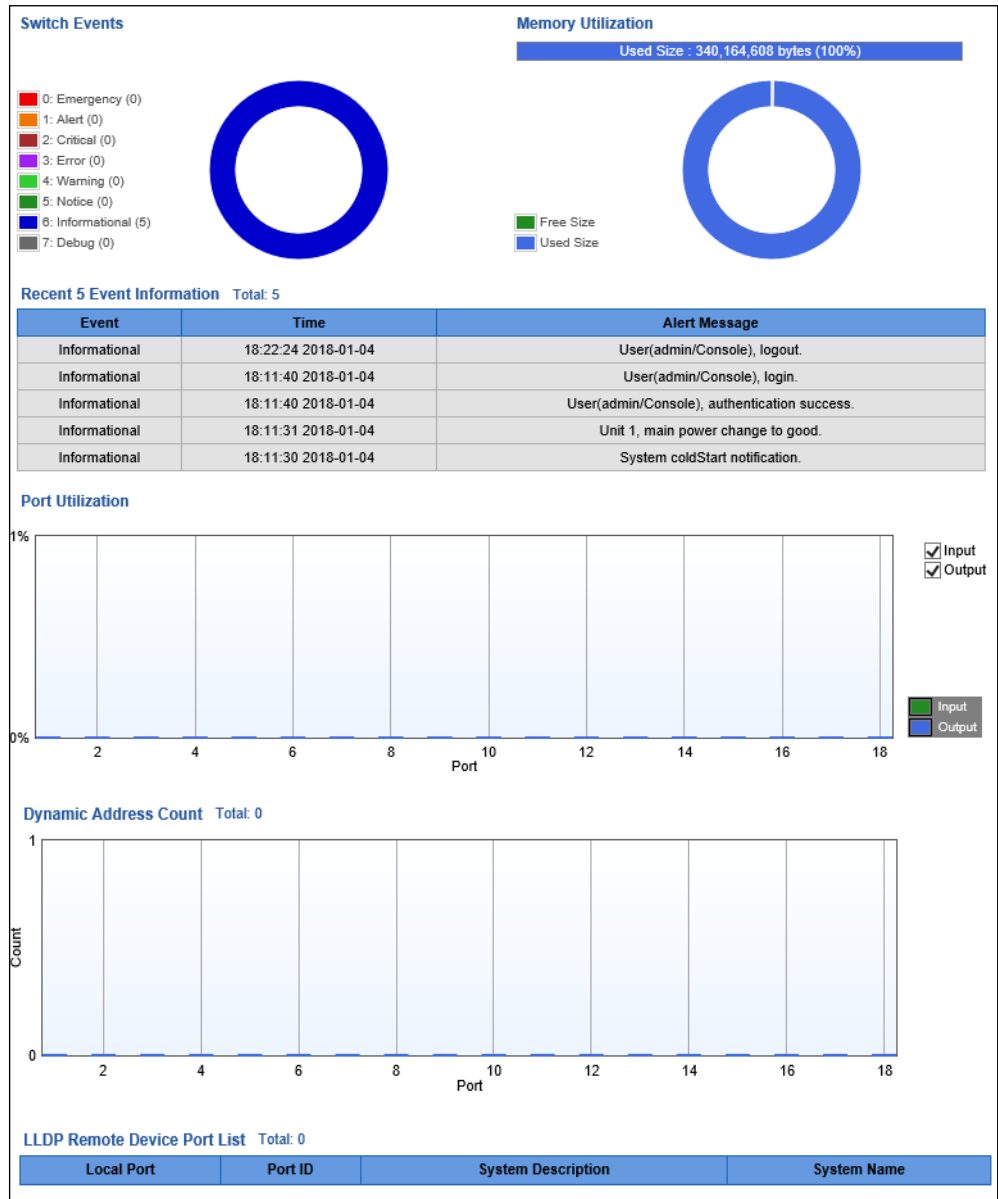 Switch Events
Memory Utilization
Used Size : 340,164,608 bytes (100%)
0: Emergency (0)
1: Alert (0)
2: Critical (0)
3: Error (0)
4: Warning (0)
5: Notice (0)
6: Informational (5)
7: Debug (0)
Free Size
Used Size
Recent 5 Event Information Total: 5
Event Time Alert Message
Informational 18:22:24 2018-01-04 User(admin/Console), logout.
Informational 18:11:40 2018-01-04 User(admin/Console), login.
Informational 18:11:40 2018-01-04 User(admin/Console), authentication success.
Informational 18:11:31 2018-01-04 Unit 1, main power change to good.
Informational 18:11:30 2018-01-04 System coldStart notification.
Port Utilization
1%
Input
Output
Input
Output
0%
2 4 6 8 10 12 14 16 18
Port
Dynamic Address Count Total: 0
1
Count
0
2 4 6 8 10 12 14 16 18
Port
LLDP Remote Device Port List Total: 0
Local Port Port ID System Description System Name